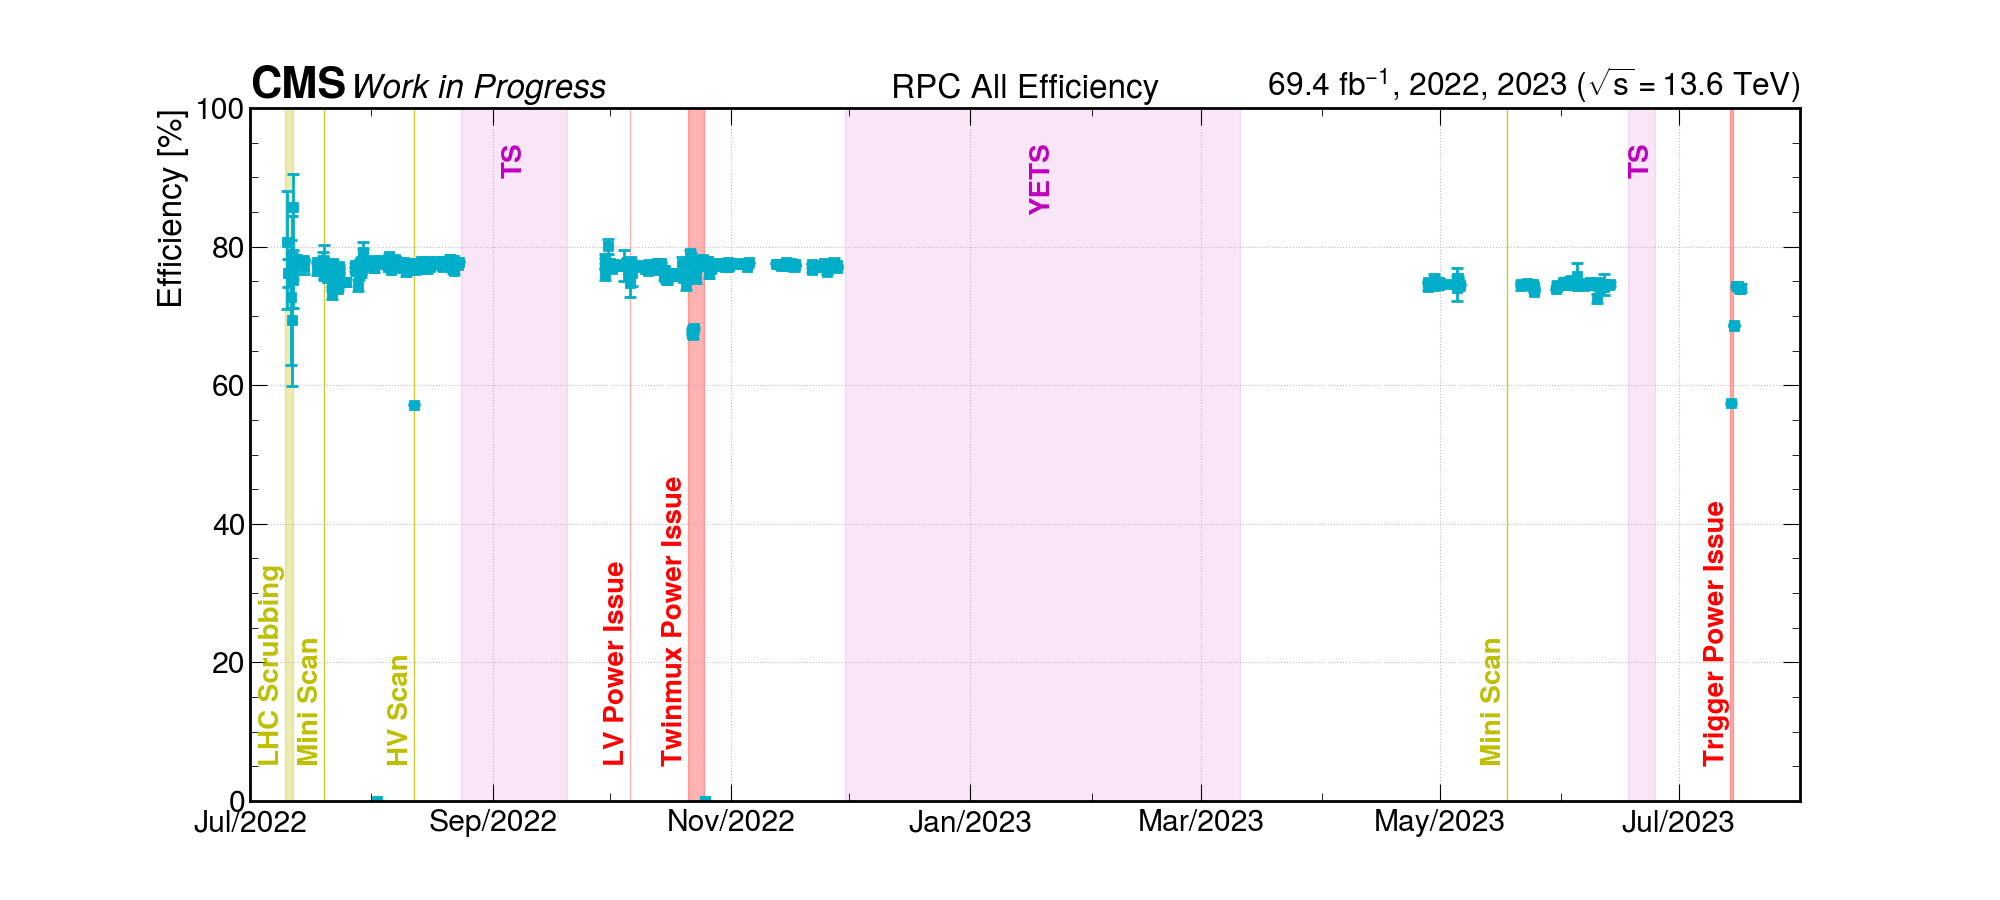 CMS Work in Progress RPC All Efficiency 69.4 fb⁻¹, 2022, 2023 (√s = 13.6 TeV)
Efficiency [%]
100
80
60
40
20
0
LHC Scrubbing
Mini Scan
HV Scan
TS
LV Power Issue
Twinmux Power Issue
YETS
Mini Scan
TS
Trigger Power Issue
Jul/2022 Sep/2022 Nov/2022 Jan/2023 Mar/2023 May/2023 Jul/2023